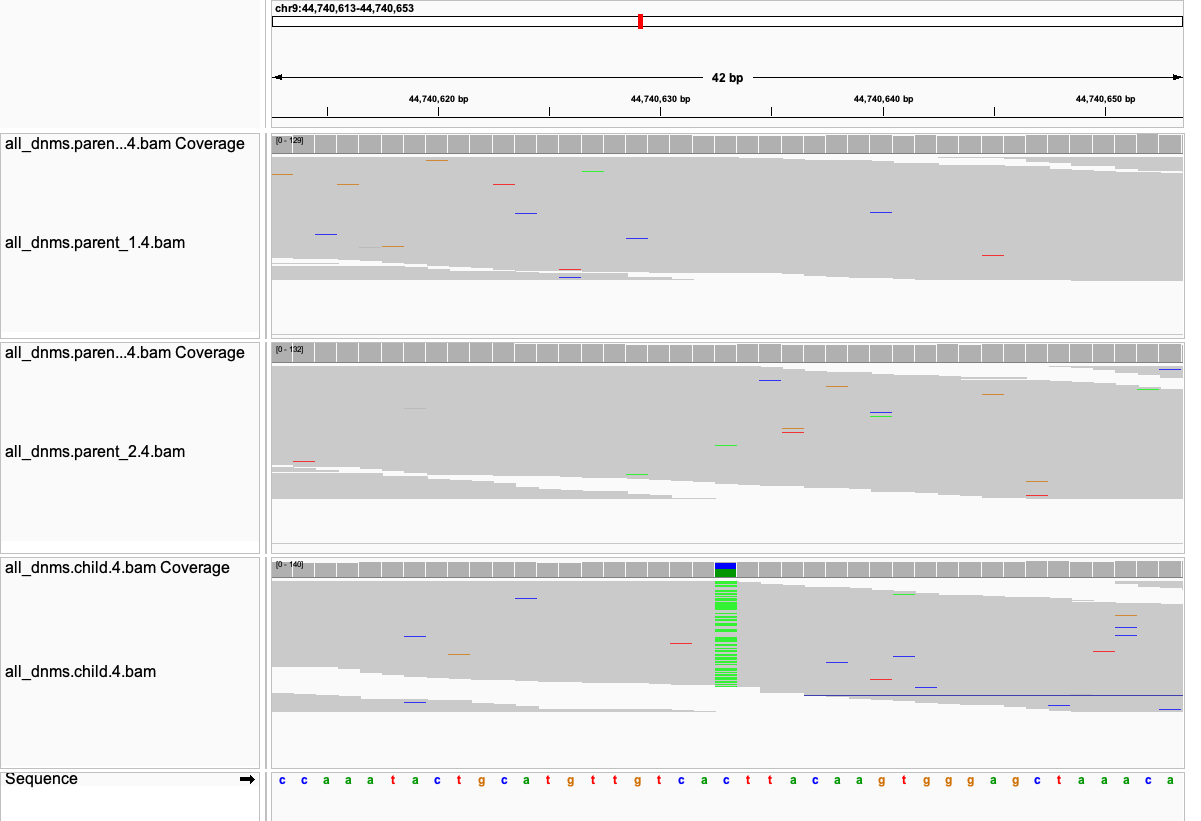 chr9:44,740,613-44,740,653
42 bp
44,740,620 bp 44,740,630 bp 44,740,640 bp 44,740,650 bp
all_dnms.paren...4.bam Coverage
[0 - 129]
all_dnms.parent_1.4.bam
all_dnms.paren...4.bam Coverage
[0 - 132]
all_dnms.parent_2.4.bam
all_dnms.child.4.bam Coverage
[0 - 140]
all_dnms.child.4.bam
Sequence
c c a a a t a c t g c a t g t t g t c a c t t a c a a g t g g g a g c t a a a c a